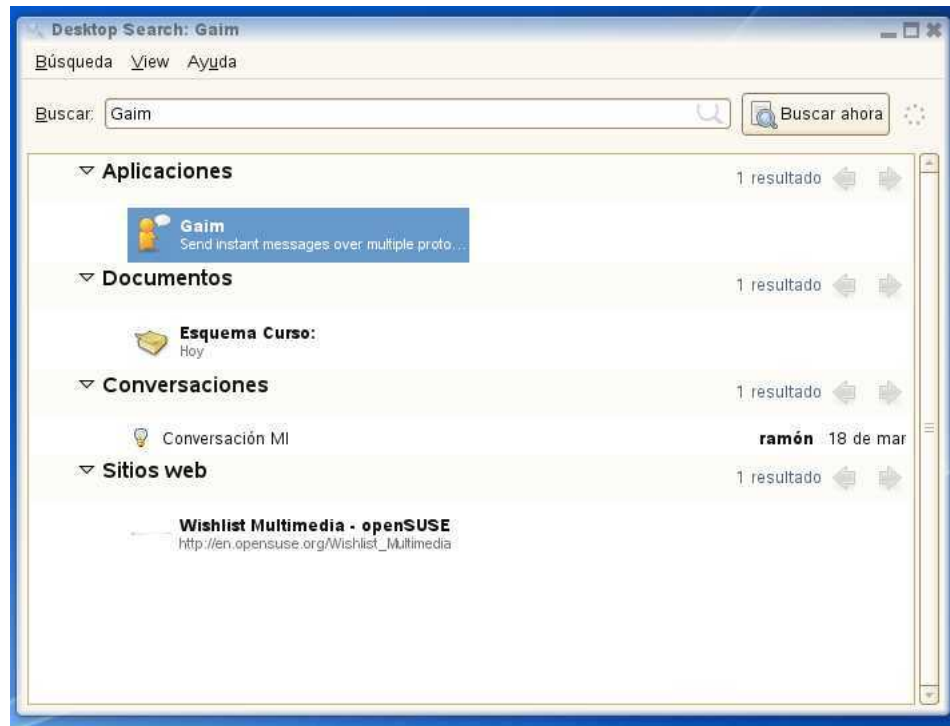 Desktop Search: Gaim
Búsqueda View Ayuda
Buscar: Gaim Buscar ahora
Aplicaciones 1 resultado
Gaim
Send instant messages over multiple proto...
Documentos 1 resultado
Esquema Curso:
Hoy
Conversaciones 1 resultado
Conversación MI ramón 18 de mar
Sitios web 1 resultado
Wishlist Multimedia - openSUSE
http://en.opensuse.org/Wishlist_Multimedia